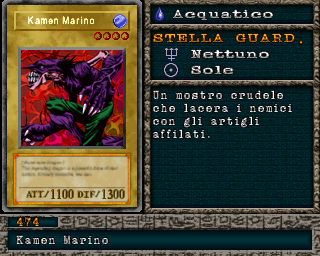 Kamen Marino
ATT/1100 DIF/1300
Acquatico
STELLA GUARD.
Nettuno
Sole
Un mostro crudele
che lacera i nemici
con gli artigli
affilati.
474
Kamen Marino